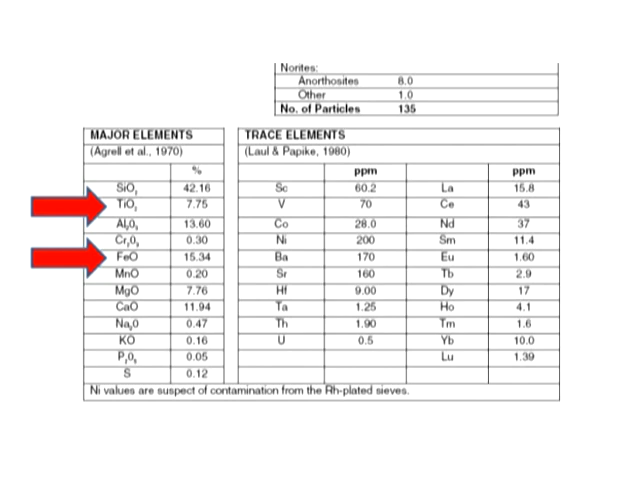 Norites:
Anorthosites 8.0
Other 1.0
No. of Particles 135
MAJOR ELEMENTS
(Agrell et al., 1970)
%
SiO₂ 42.16
TiO₂ 7.75
Al₂O₃ 13.60
Cr₂O₃ 0.30
FeO 15.34
MnO 0.20
MgO 7.76
CaO 11.94
Na₂O 0.47
KO 0.16
P₂O₅ 0.05
S 0.12
TRACE ELEMENTS
(Laul & Papike, 1980)
ppm ppm
Sc 60.2 La 15.8
V 70 Ce 43
Co 28.0 Nd 37
Ni 200 Sm 11.4
Ba 170 Eu 1.60
Sr 160 Tb 2.9
Hf 9.00 Dy 17
Ta 1.25 Ho 4.1
Th 1.90 Tm 1.6
U 0.5 Yb 10.0
Lu 1.39
Ni values are suspect of contamination from the Rh-plated sieves.